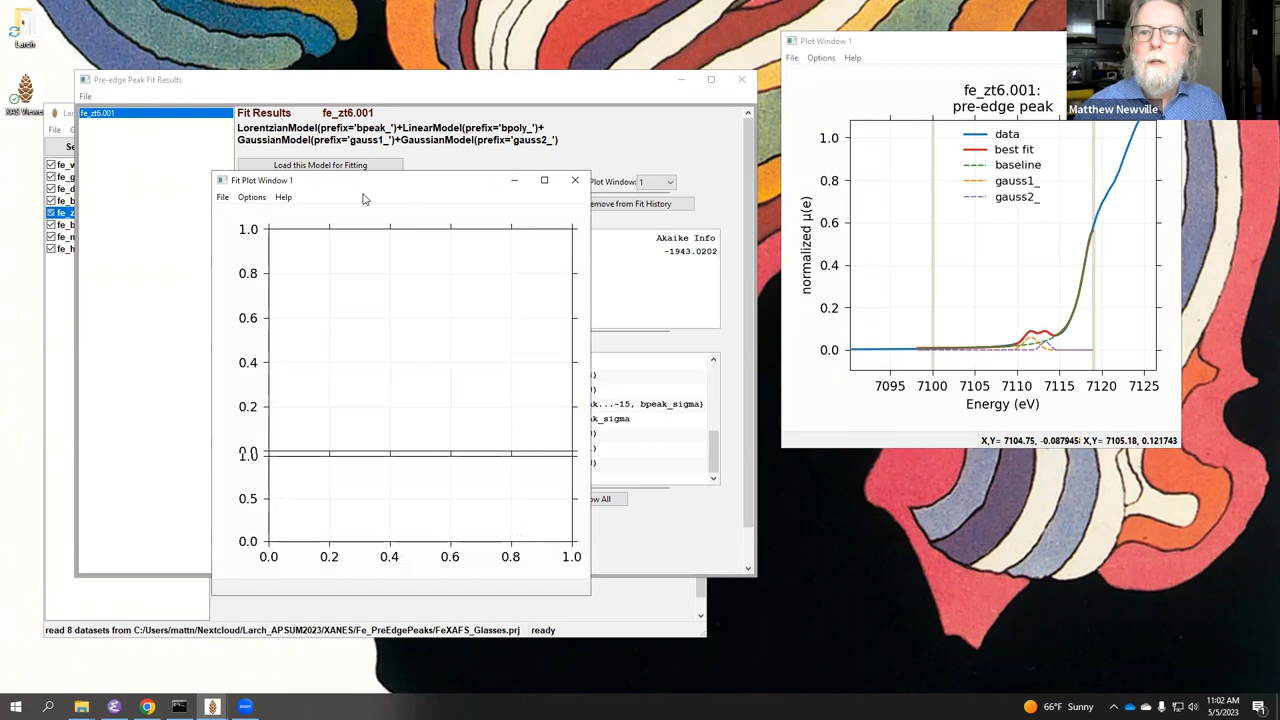 Larch
XAS Viewer
Pre-edge Peak Fit Results
File
fe_zt6.001
Fit Results fe_zt6.001
LorentzianModel(prefix='bpeak_')+LinearModel(prefix='bpoly_')+
GaussianModel(prefix='gauss1_')+GaussianModel(prefix='gauss2_')
Load this Model for Fitting
Plot Window: 1
Akaike Info
-1943.0202
bpeak_sigma)
Fit Plot Window 1
File Options Help
1.0
0.8
0.6
0.4
0.2
0.0
1.0
0.5
0.0
0.0 0.2 0.4 0.6 0.8 1.0
read 8 datasets from C:/Users/mattn/Nextcloud/Larch_APSUM2023/XANES/Fe_PreEdgePeaks/FeXAFS_Glasses.prj ready
Plot Window 1
File Options Help
fe_zt6.001:
pre-edge peak
data
best fit
baseline
gauss1_
gauss2_
normalized μ(e)
1.0
0.8
0.6
0.4
0.2
0.0
7095 7100 7105 7110 7115 7120 7125
Energy (eV)
X,Y= 7104.75, -0.087945 X,Y= 7105.18, 0.121743
Matthew Newville
66°F Sunny
11:02 AM
5/5/2023